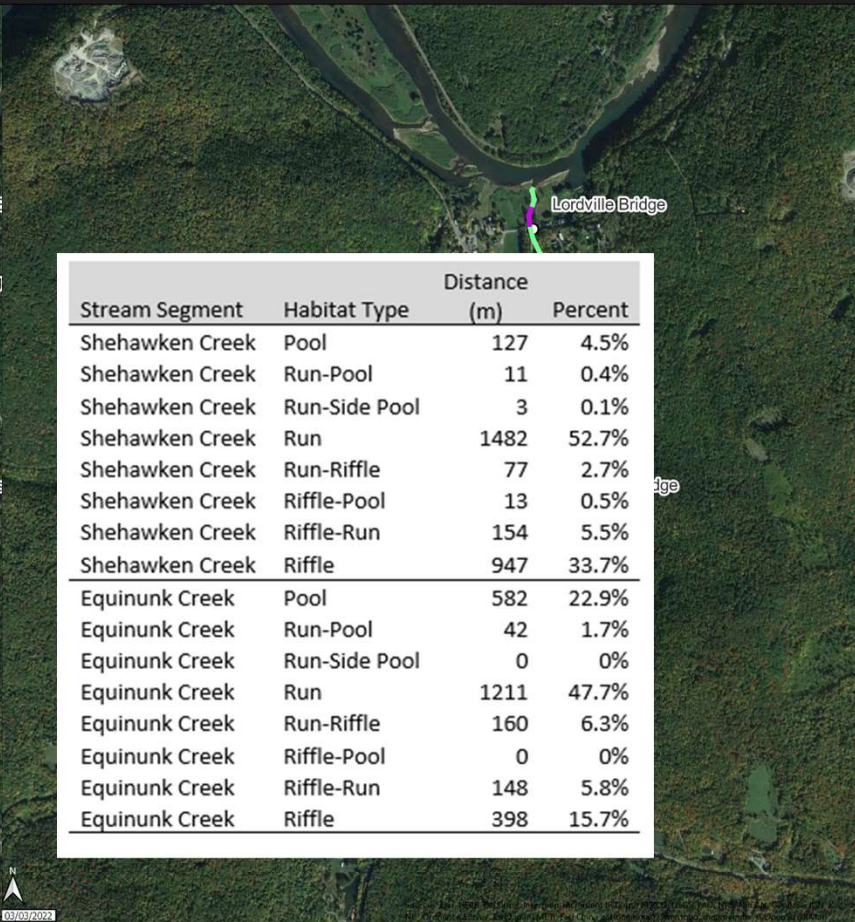 Lordville Bridge
Distance
Stream Segment Habitat Type (m) Percent
Shehawken Creek Pool 127 4.5%
Shehawken Creek Run-Pool 11 0.4%
Shehawken Creek Run-Side Pool 3 0.1%
Shehawken Creek Run 1482 52.7%
Shehawken Creek Run-Riffle 77 2.7%
Shehawken Creek Riffle-Pool 13 0.5%
Shehawken Creek Riffle-Run 154 5.5%
Shehawken Creek Riffle 947 33.7%
Equinunk Creek Pool 582 22.9%
Equinunk Creek Run-Pool 42 1.7%
Equinunk Creek Run-Side Pool 0 0%
Equinunk Creek Run 1211 47.7%
Equinunk Creek Run-Riffle 160 6.3%
Equinunk Creek Riffle-Pool 0 0%
Equinunk Creek Riffle-Run 148 5.8%
Equinunk Creek Riffle 398 15.7%
dge
N
03/03/2022